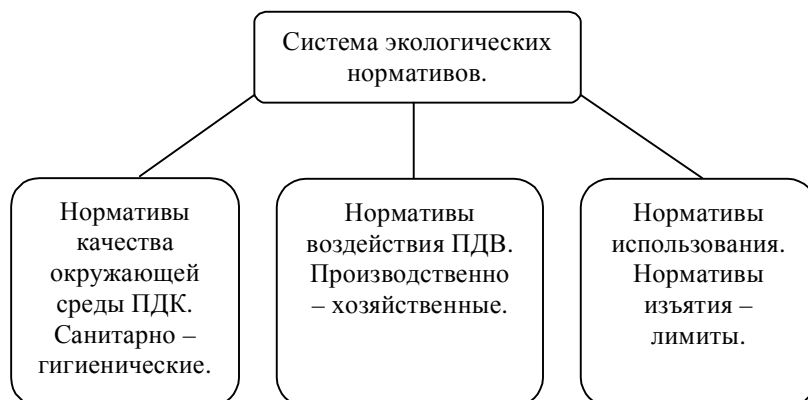 Система экологических
нормативов.
Нормативы
качества
окружающей
среды ПДК.
Санитарно –
гигиенические.
Нормативы
воздействия ПДВ.
Производственно
– хозяйственные.
Нормативы
использования.
Нормативы
изъятия –
лимиты.